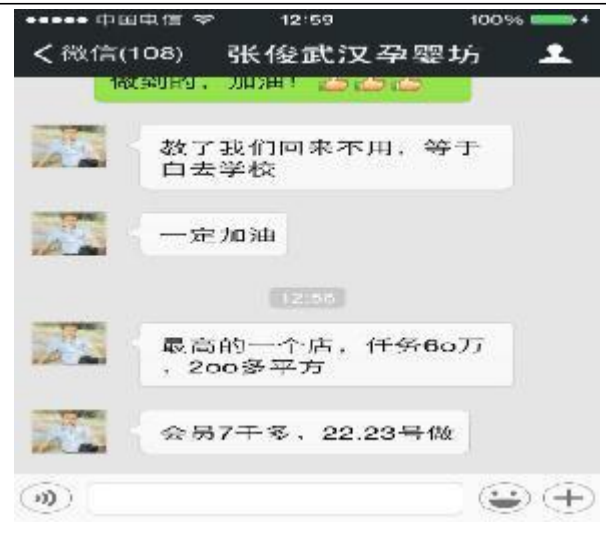 中国电信 12:59 100%
微信(108) 张俊武汉孕婴坊
做到的，加油！👍👍👍
教了我们回来不用，等于
白去学校
一定加油
12:56
最高的一个店，任务60万
，200多平方
会员7千多，22.23号做